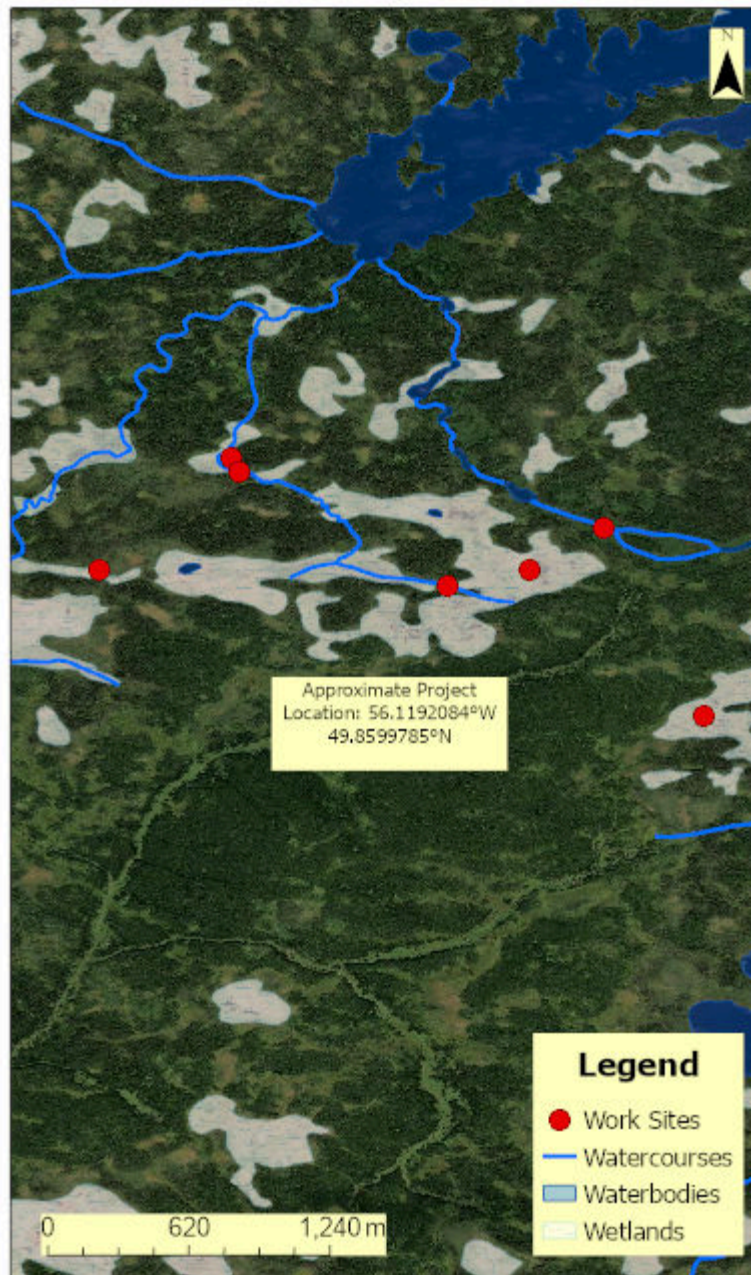 N
Approximate Project
Location: 56.1192084°W
49.8599785°N
Legend
Work Sites
Watercourses
Waterbodies
Wetlands
0 620 1,240 m